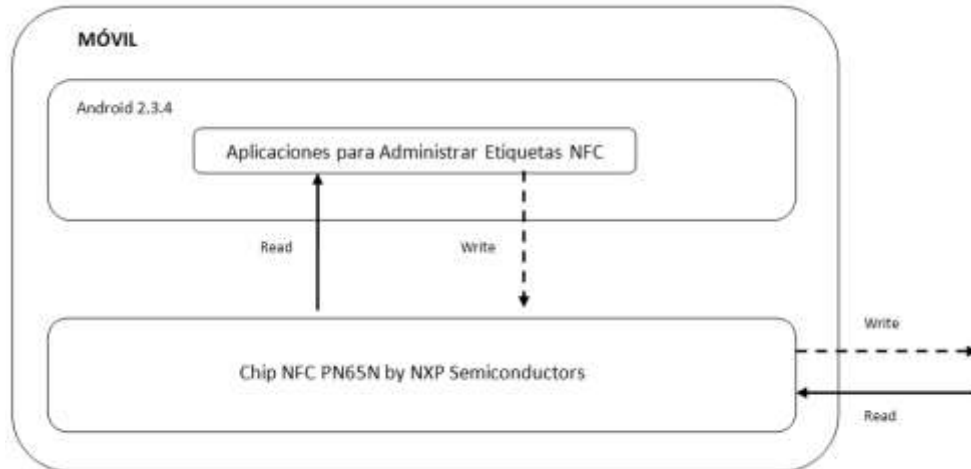 MÓVIL
Android 2.3.4
Aplicaciones para Administrar Etiquetas NFC
Read
Write
Chip NFC PN65N by NXP Semiconductors
Write
Read